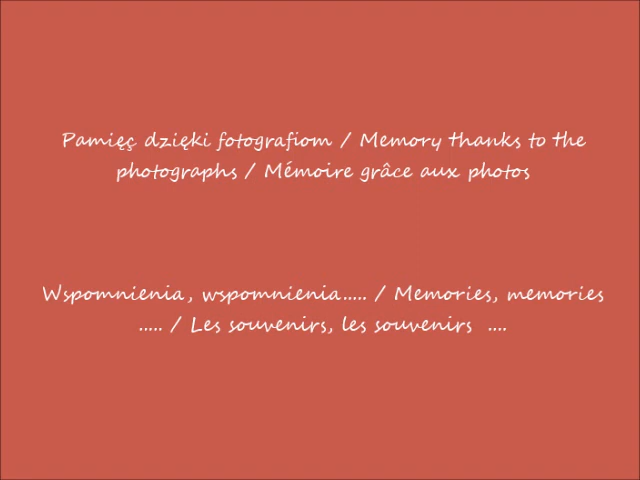 Pamięç dzięki fotografiom / Memory thanks to the
photographs / Mémoire grâce aux photos
Wspomnienia, wspomnienia..... / Memories, memories
..... / Les souvenirs, les souvenirs ....